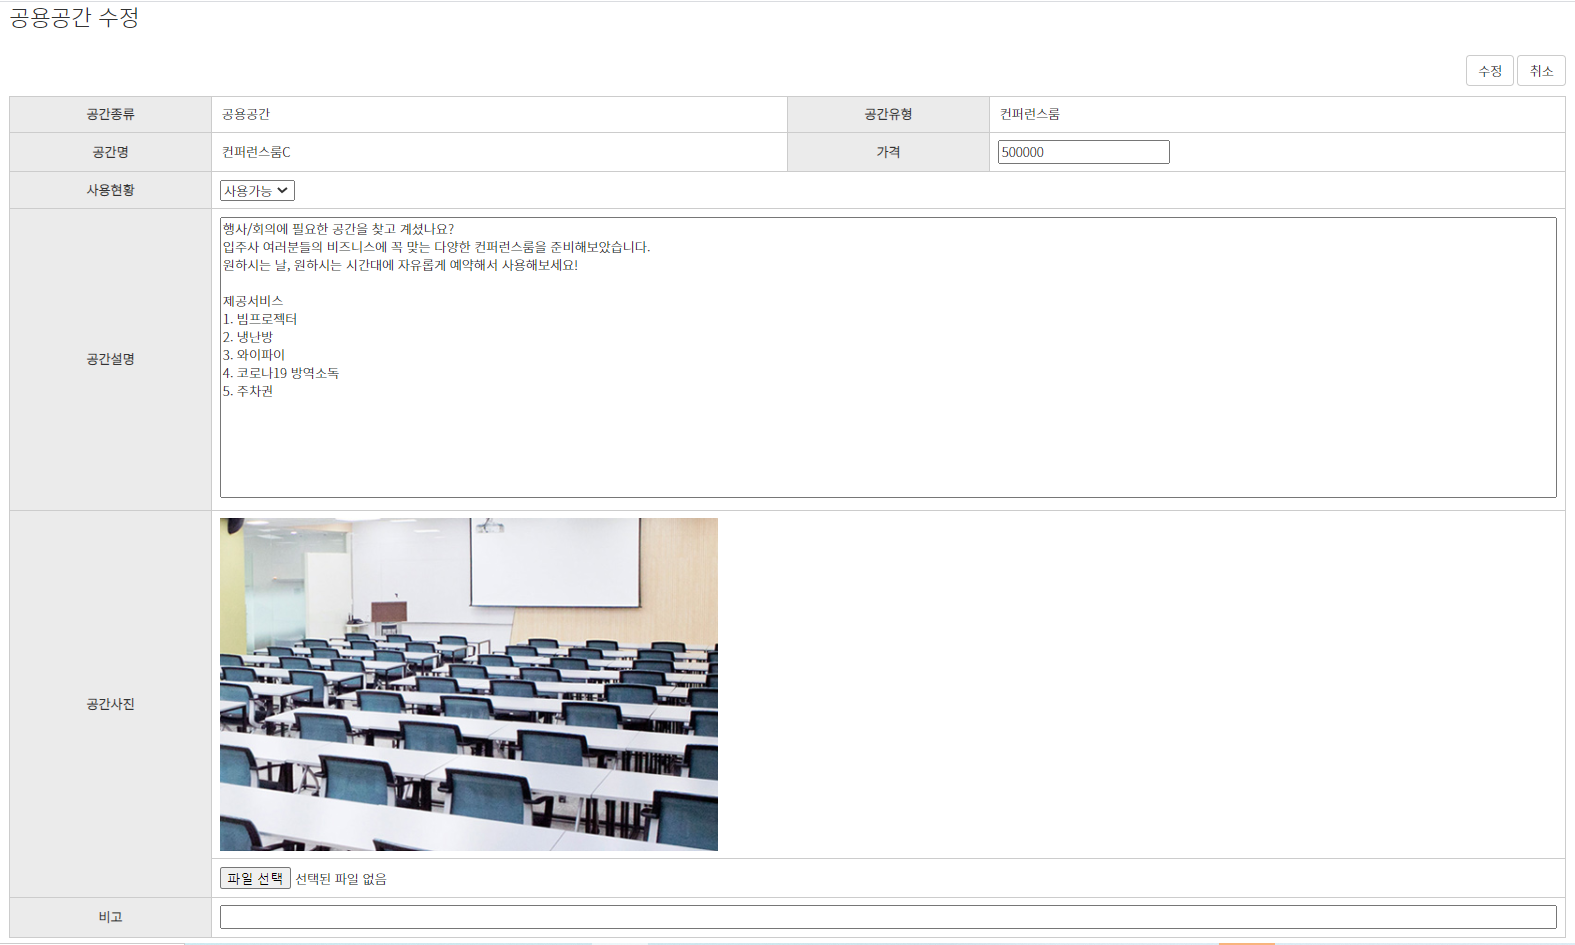 공용공간 수정
수정 취소
공간종류 공용공간 공간유형 컨퍼런스룸
공간명 컨퍼런스룸C 가격 500000
사용현황 사용가능
공간설명
행사/회의에 필요한 공간을 찾고 계셨나요?
입주사 여러분들의 비즈니스에 꼭 맞는 다양한 컨퍼런스룸을 준비해보았습니다.
원하시는 날, 원하시는 시간대에 자유롭게 예약해서 사용해보세요!
제공서비스
1. 빔프로젝터
2. 냉난방
3. 와이파이
4. 코로나19 방역소독
5. 주차권
공간사진
파일 선택 선택된 파일 없음
비고